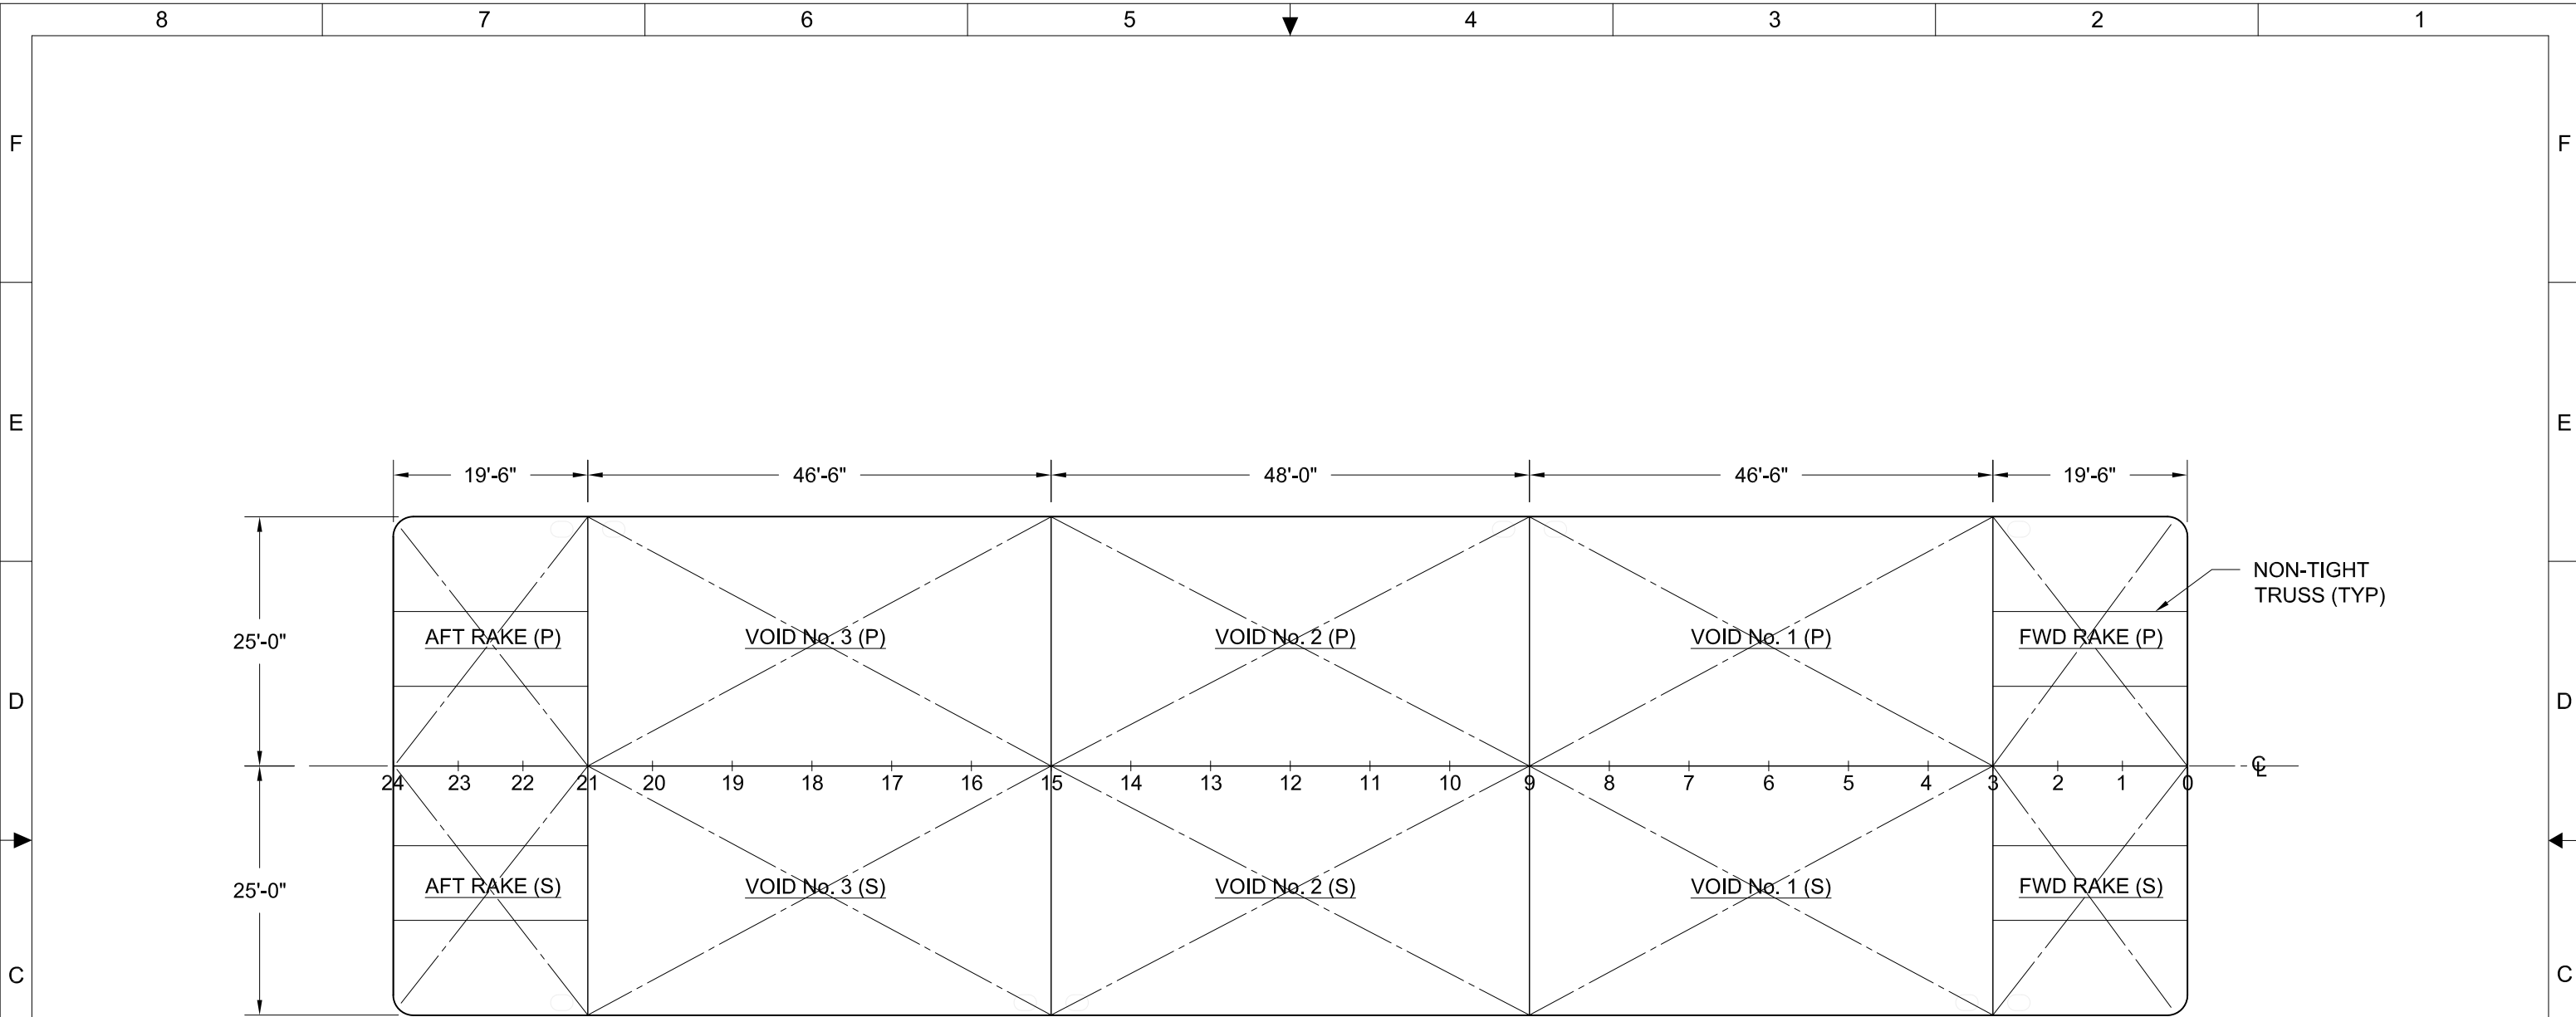 8 7 6 5 4 3 2 1
F F
E E
19'-6" 46'-6" 48'-0" 46'-6" 19'-6"
NON-TIGHT
TRUSS (TYP)
25'-0" AFT RAKE (P) VOID No. 3 (P) VOID No. 2 (P) VOID No. 1 (P) FWD RAKE (P)
D D
24 23 22 21 20 19 18 17 16 15 14 13 12 11 10 9 8 7 6 5 4 3 2 1 0 ℄
25'-0" AFT RAKE (S) VOID No. 3 (S) VOID No. 2 (S) VOID No. 1 (S) FWD RAKE (S)
C C